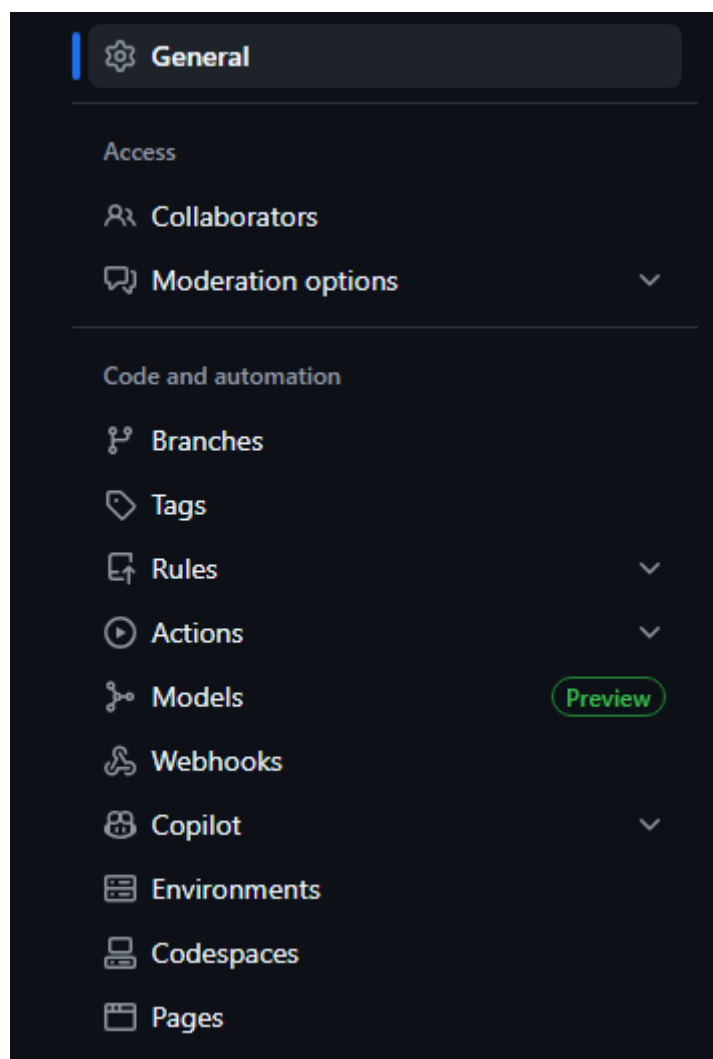 General
Access
Collaborators
Moderation options
Code and automation
Branches
Tags
Rules
Actions
Models Preview
Webhooks
Copilot
Environments
Codespaces
Pages